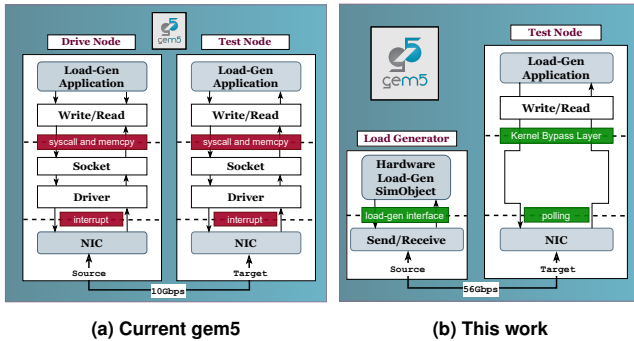 Drive Node
gem5
Test Node
Load-Gen
Application
Write/Read
syscall and memcpy
Socket
Driver
interrupt
NIC
Source
Load-Gen
Application
Write/Read
syscall and memcpy
Socket
Driver
interrupt
NIC
Target
10Gbps
(a) Current gem5
gem5
Test Node
Load-Gen
Application
Write/Read
Kernel Bypass Layer
polling
NIC
Target
Load Generator
Hardware
Load-Gen
SimObject
load-gen interface
Send/Receive
Source
56Gbps
(b) This work